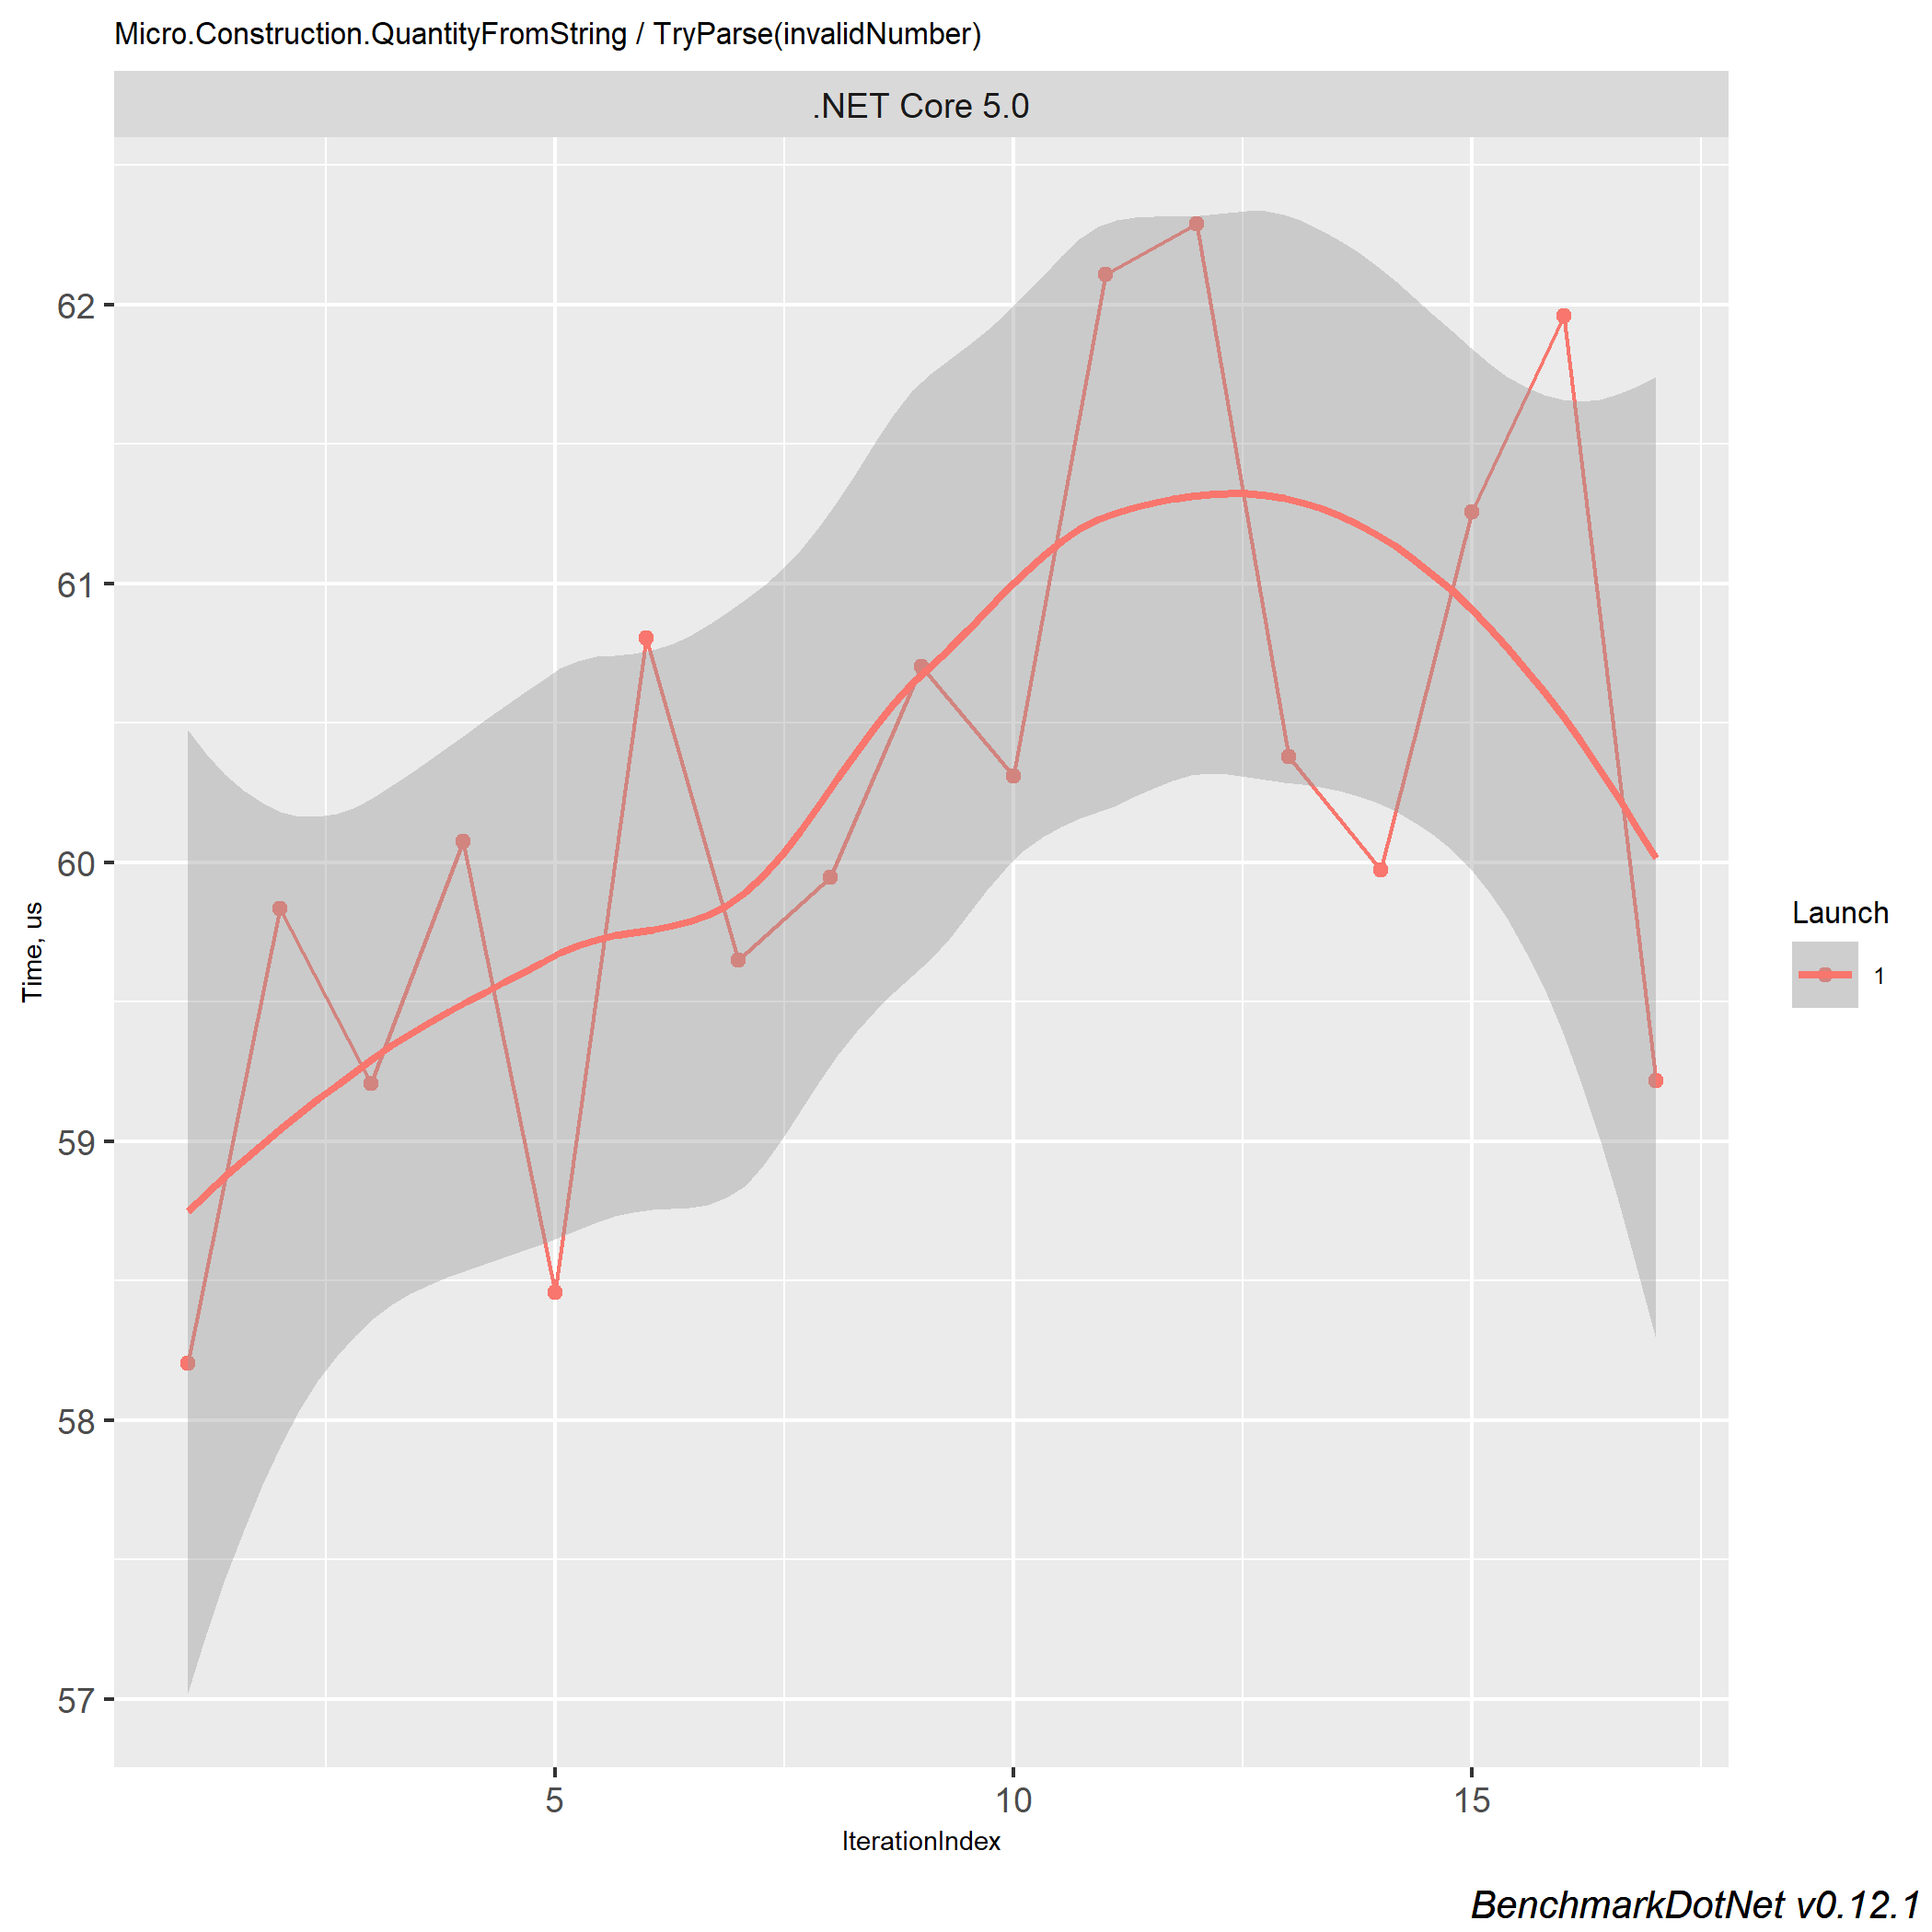 Micro.Construction.QuantityFromString / TryParse(invalidNumber)
.NET Core 5.0
62
61
60
59
58
57
Time, us
5 10 15
IterationIndex
Launch
1
BenchmarkDotNet v0.12.1